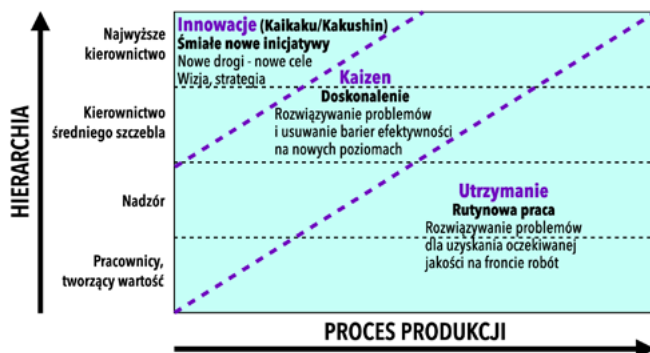 HIERARCHIA
Najwyższe
kierownictwo
Kierownictwo
średniego szczebla
Nadzór
Pracownicy,
tworzący wartość
Innowacje (Kaikaku/Kakushin)
Śmiałe nowe inicjatywy
Nowe drogi - nowe cele
Wizja, strategia
Kaizen
Doskonalenie
Rozwiązywanie problemów
i usuwanie barier efektywności
na nowych poziomach
Utrzymanie
Rutynowa praca
Rozwiązywanie problemów
dla uzyskania oczekiwanej
jakości na froncie robót
PROCES PRODUKCJI